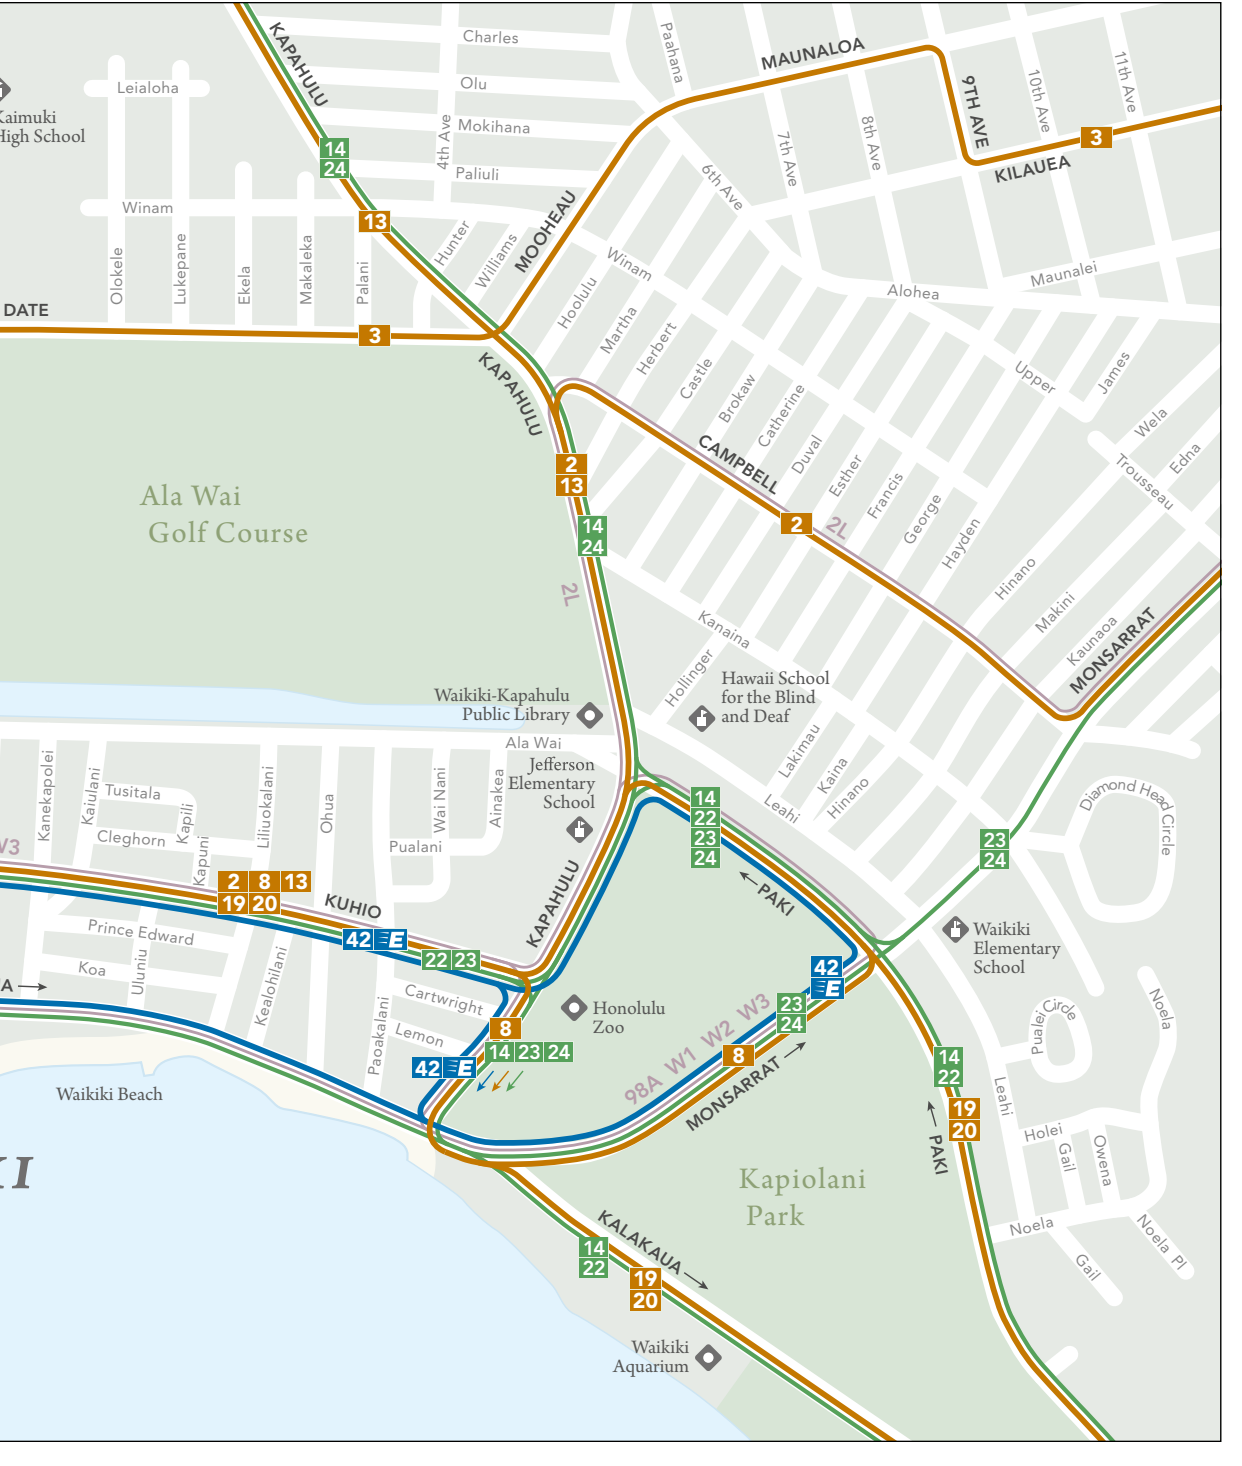 KAPAHULU
Charles
Paahana
MAUNALOA
Leialoha
Olu
9TH AVE
10th Ave
11th Ave
High School
Mokihana
4th Ave
7th Ave
8th Ave
3
14
24
Paliuli
6th Ave
KILAUEA
Winam
13
Hunter
Williams
MOOHEAU
Olokele
Lukepane
Ekela
Makaleka
Palani
Winam
Hoolulu
Maunalei
Alohea
DATE
3
Martha
Herbert
KAPAHULU
Castle
Brokaw
Catherine
Upper
James
Wela
Edna
Trousseau
CAMPBELL
Duval
Esther
Francis
George
Hayden
2
13
Ala Wai
Golf Course
14
24
2
2L
2L
Hinano
Makini
Kaunaoa
MONSARRAT
Kanaina
Hollinger
Hawaii School
for the Blind
and Deaf
Waikiki-Kapahulu
Public Library
Ala Wai
Jefferson
Elementary
School
Lakimau
Kaina
Hinano
Leahi
Diamond Head Circle
Kanekapolei
Kaiulani
Tusitala
Kapili
Cleghorn
Kapuni
Liliuokalani
Ohua
Wai Nani
Ainakea
Pualani
14
22
23
24
23
24
W3
2 8 13
19 20
KUHIO
KAPAHULU
PAKI
42 E
22 23
Prince Edward
Koa
Uluniu
Kealohilani
Paoakalani
Cartwright
Lemon
Honolulu
Zoo
42
E
Waikiki
Elementary
School
A
8
14 23 24
42 E
98A W1 W2 W3
23
24
8
MONSARRAT
Pualei Circle
Noela
14
22
19
20
PAKI
Leahi
Holei
Gail
Owena
Noela
Gail
Noela Pl
Waikiki Beach
KI
Kapiolani
Park
KALAKAUA
14
22
19
20
Waikiki
Aquarium